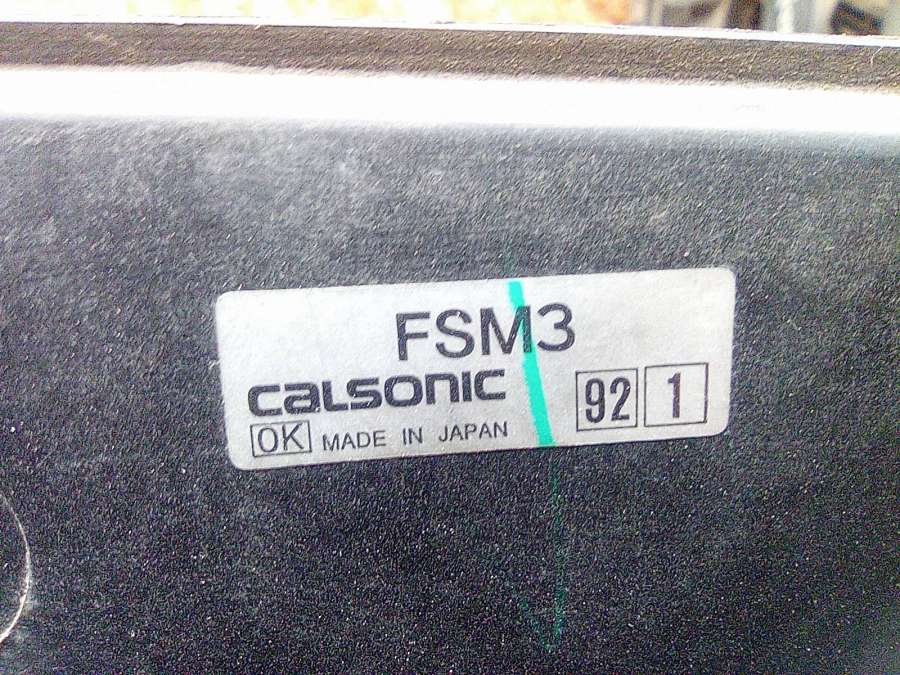 FSM3
CALSONIC
92 1
OK MADE IN JAPAN